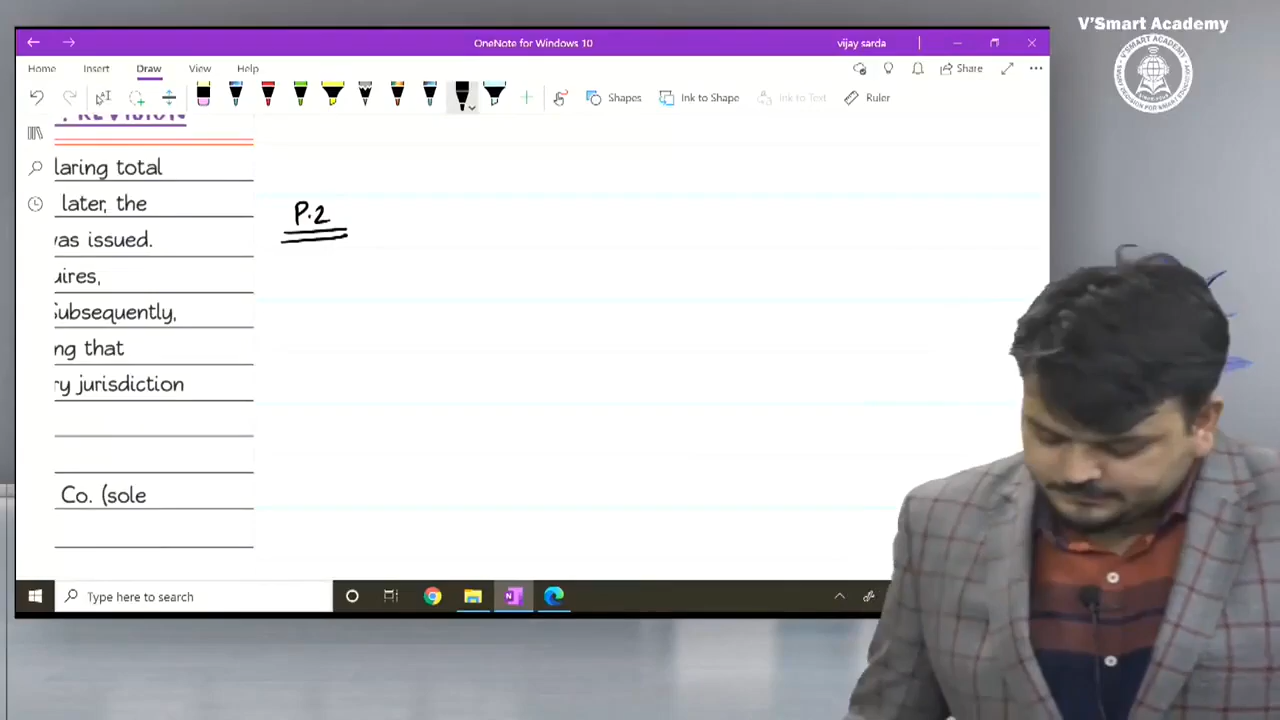 V'Smart Academy
OneNote for Windows 10
vijay sarda
Home Insert Draw View Help
Share
Shapes
Ink to Shape
Ink to Text
Ruler
, REVISION
laring total
later, the
vas issued.
uires,
Subsequently,
ng that
ry jurisdiction
Co. (sole
P.2
Type here to search